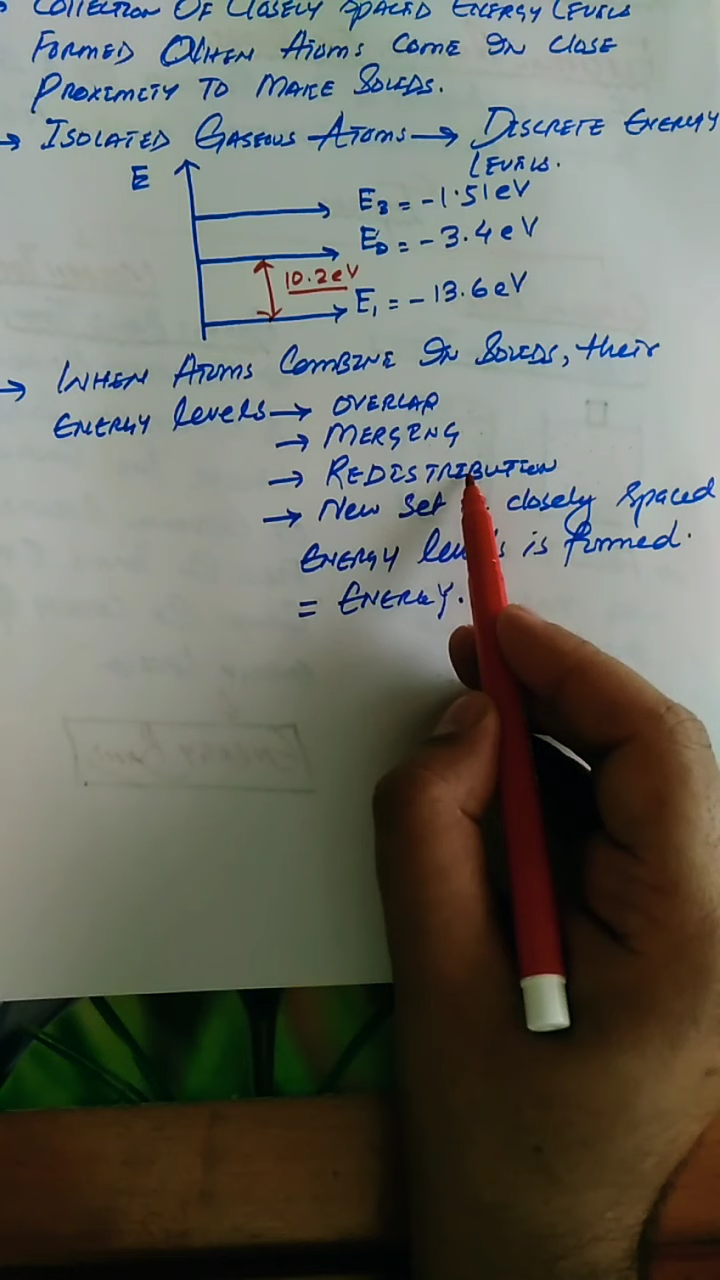 Collection Of Closely Spaced Energy Levels
Formed When Atoms Come In Close
Proximity To Make Solids.
→ Isolated Gaseous Atoms → Discrete Energy
Levels.
E
E3 = -1.51eV
E2 = -3.4eV
10.2eV
E1 = -13.6eV
→ When Atoms Combine In Solids, their
Energy levels → Overlap
→ Merging
→ Redistribution
→ New Set closely spaced
Energy is formed.
= Energy.